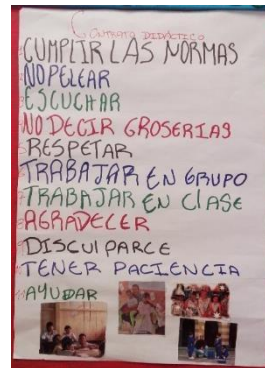 CONTRATO DIDACTICO
CUMPLIR LAS NORMAS
NO PELEAR
ESCUCHAR
NO DECIR GROSERIAS
RESPETAR
TRABAJAR EN GRUPO
TRABAJAR EN CLASE
AGRADECER
DISCULPARCE
TENER PACIENCIA
AYUDAR